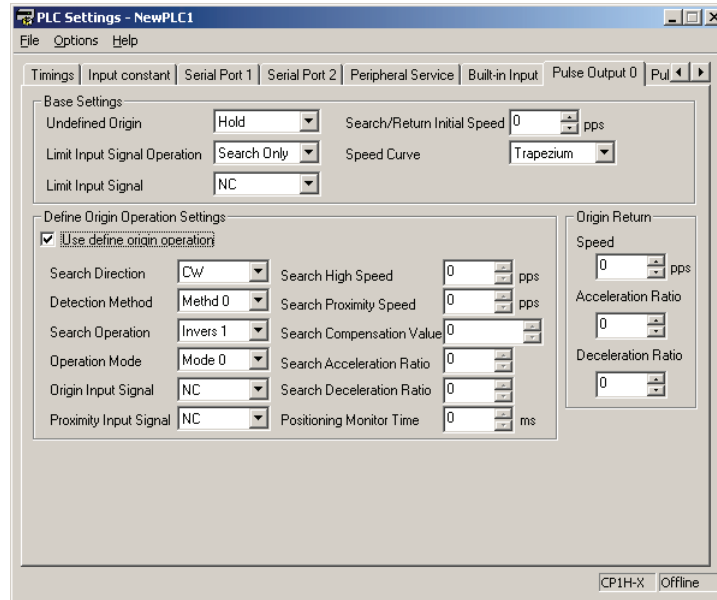 PLC Settings - NewPLC1
File Options Help
Timings Input constant Serial Port 1 Serial Port 2 Peripheral Service Built-in Input Pulse Output 0 Pul
Base Settings
Undefined Origin Hold Search/Return Initial Speed 0 pps
Limit Input Signal Operation Search Only Speed Curve Trapezium
Limit Input Signal NC
Define Origin Operation Settings Origin Return
Use define origin operation Speed
0 pps
Search Direction CW Search High Speed 0 pps
Detection Method Methd 0 Search Proximity Speed 0 pps Acceleration Ratio
Search Operation Invers 1 Search Compensation Value 0 0
Operation Mode Mode 0 Search Acceleration Ratio 0 Deceleration Ratio
Origin Input Signal NC Search Deceleration Ratio 0 0
Proximity Input Signal NC Positioning Monitor Time 0 ms
CP1H-X Offline